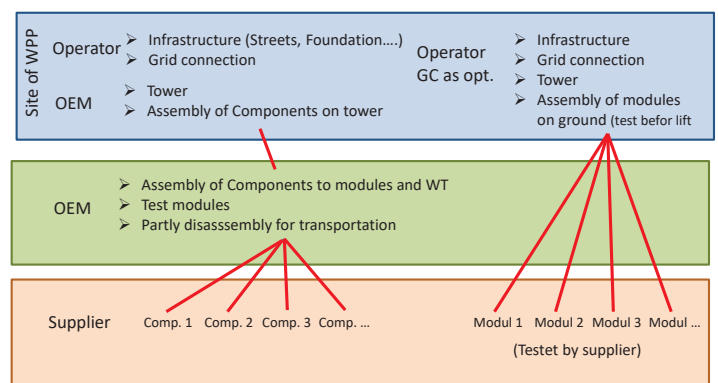 Site of WPP
Operator
➢ Infrastructure (Streets, Foundation....)
➢ Grid connection
OEM
➢ Tower
➢ Assembly of Components on tower
Operator
GC as opt.
➢ Infrastructure
➢ Grid connection
➢ Tower
➢ Assembly of modules
on ground (test befor lift
OEM
➢ Assembly of Components to modules and WT
➢ Test modules
➢ Partly disasssembly for transportation
Supplier
Comp. 1 Comp. 2 Comp. 3 Comp. ...
Modul 1 Modul 2 Modul 3 Modul ...
(Testet by supplier)